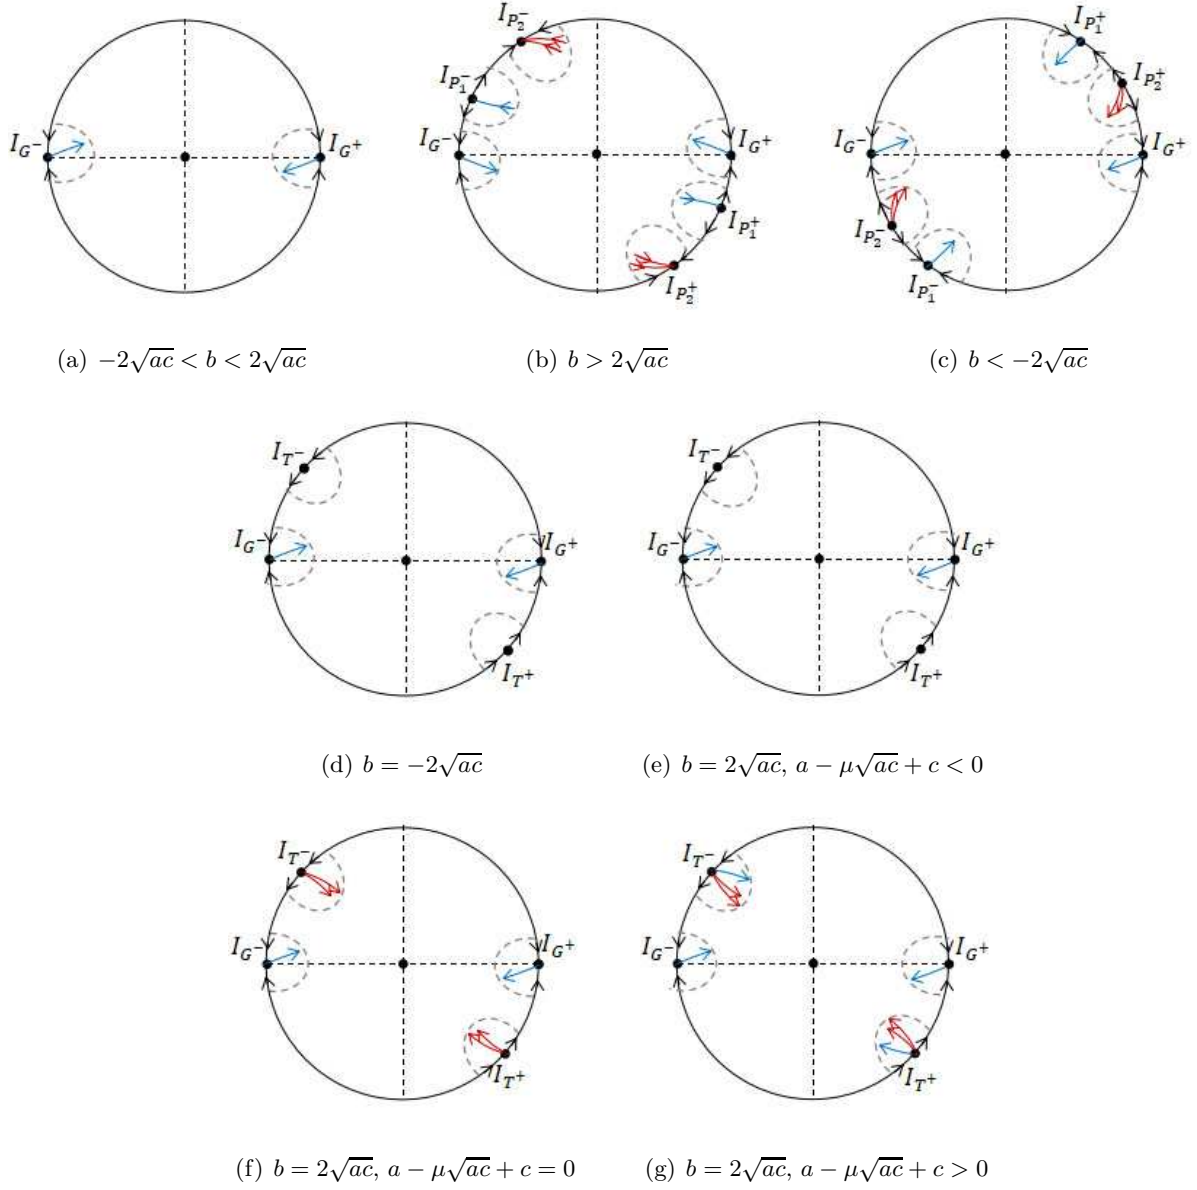 I_{P_2^-} I_{P_1^+}
I_{P_1^-} I_{P_2^+}
I_{G^-} I_{G^+} I_{G^-} I_{G^+} I_{G^-} I_{G^+}
I_{P_1^+} I_{P_2^-}
I_{P_2^+} I_{P_1^-}
(a) −2√ac < b < 2√ac (b) b > 2√ac (c) b < −2√ac
I_{T^-} I_{T^-}
I_{G^-} I_{G^+} I_{G^-} I_{G^+}
I_{T^+} I_{T^+}
(d) b = −2√ac (e) b = 2√ac, a − μ√ac + c < 0
I_{T^-} I_{T^-}
I_{G^-} I_{G^+} I_{G^-} I_{G^+}
I_{T^+} I_{T^+}
(f) b = 2√ac, a − μ√ac + c = 0 (g) b = 2√ac, a − μ√ac + c > 0